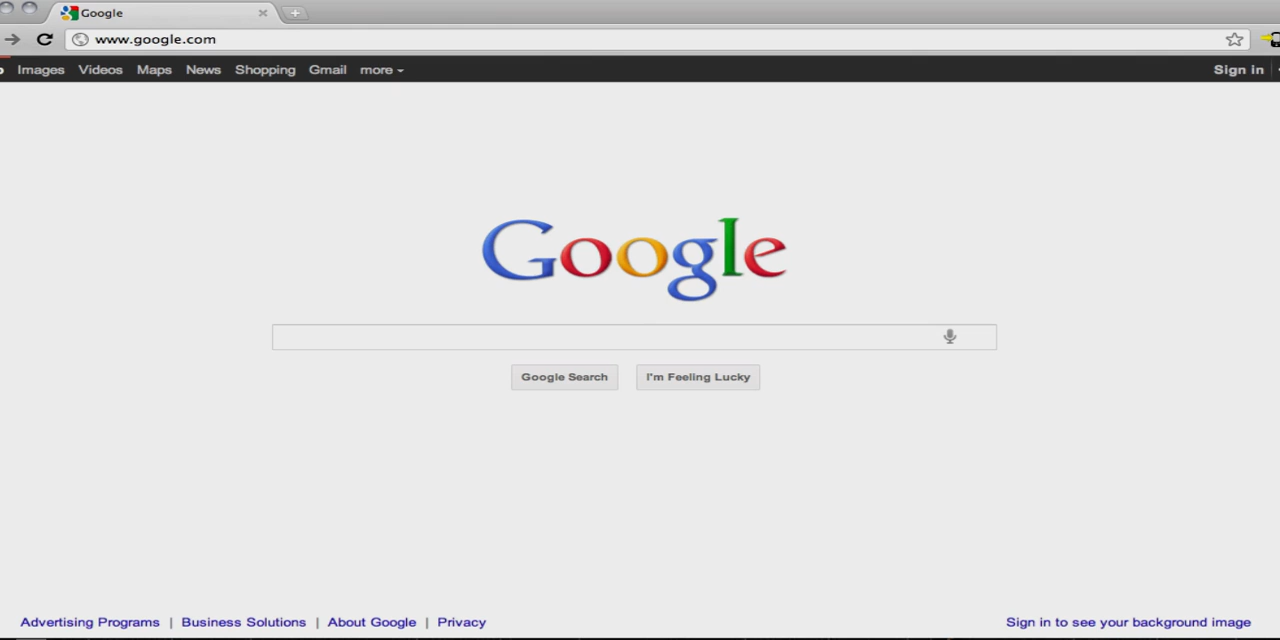 Google
www.google.com
Images Videos Maps News Shopping Gmail more Sign in
Google
Google Search I'm Feeling Lucky
Advertising Programs | Business Solutions | About Google | Privacy Sign in to see your background image